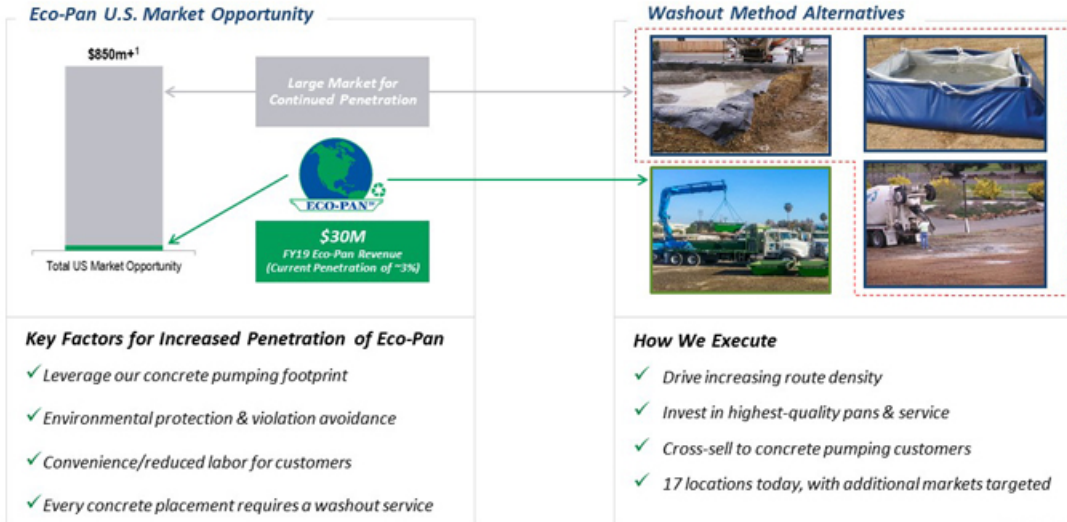 Eco-Pan U.S. Market Opportunity
$850m+¹
Large Market for
Continued Penetration
ECO-PAN™
$30M
FY19 Eco-Pan Revenue
(Current Penetration of ~3%)
Total US Market Opportunity
Washout Method Alternatives
Key Factors for Increased Penetration of Eco-Pan
✓ Leverage our concrete pumping footprint
✓ Environmental protection & violation avoidance
✓ Convenience/reduced labor for customers
✓ Every concrete placement requires a washout service
How We Execute
✓ Drive increasing route density
✓ Invest in highest-quality pans & service
✓ Cross-sell to concrete pumping customers
✓ 17 locations today, with additional markets targeted